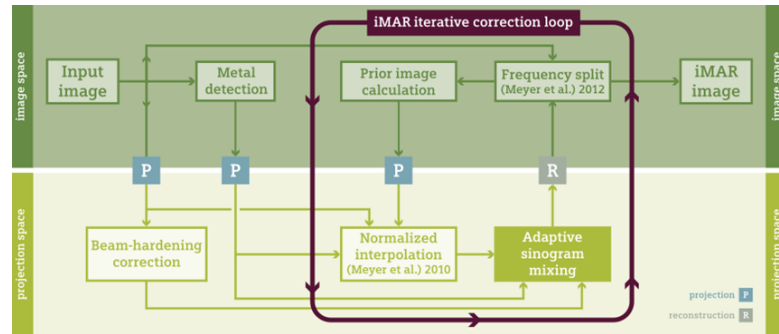 iMAR iterative correction loop
image space
Input
image
Metal
detection
Prior image
calculation
Frequency split
(Meyer et al.) 2012
iMAR
image
image space
P
P
P
R
projection space
Beam-hardening
correction
Normalized
interpolation
(Meyer et al.) 2010
Adaptive
sinogram
mixing
projection P
reconstruction R
projection space